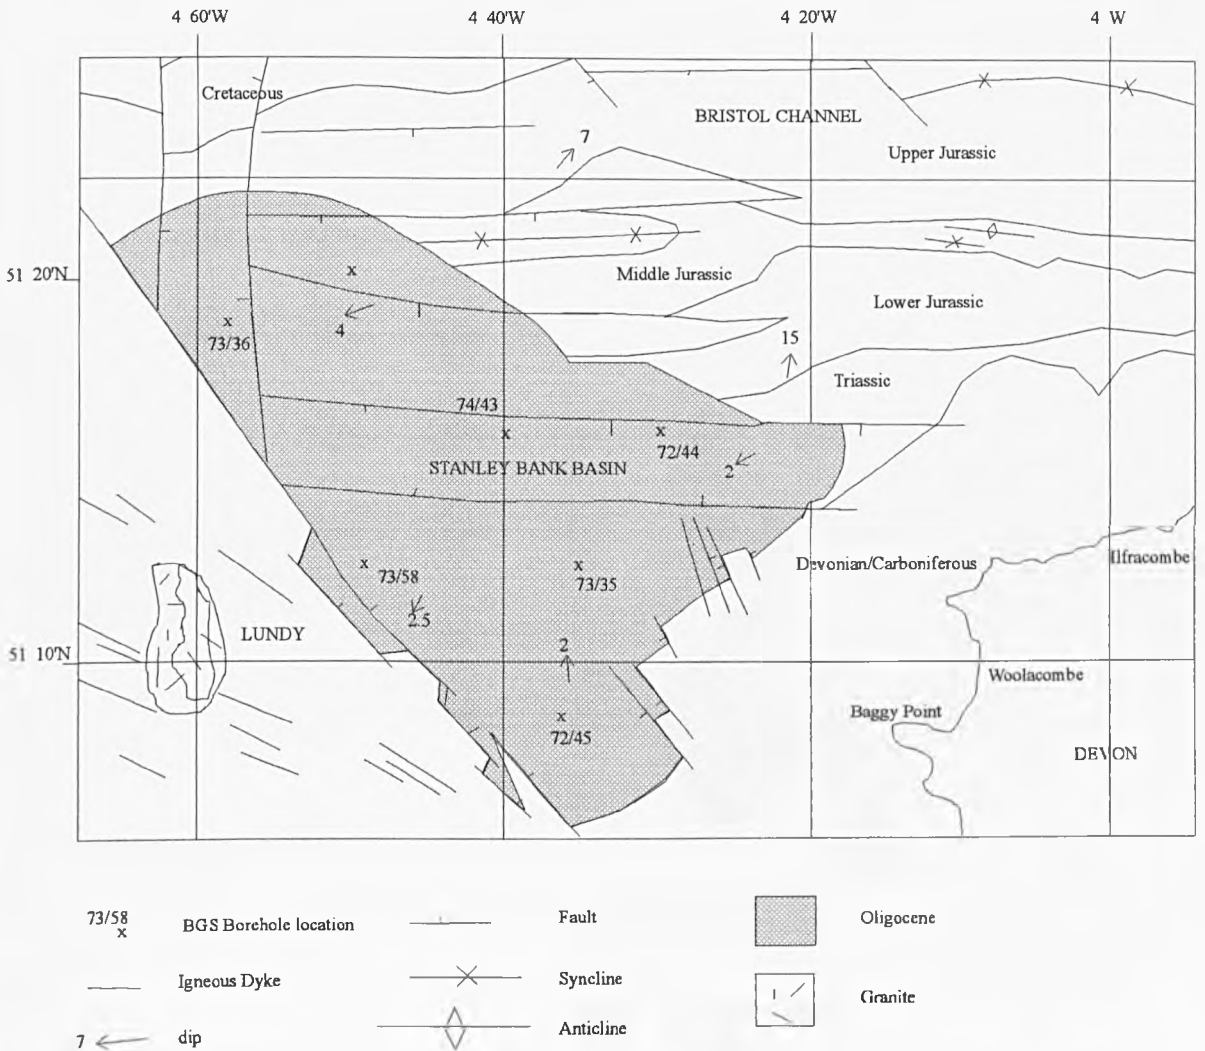 4 60'W 4 40'W 4 20'W 4 W
Cretaceous
BRISTOL CHANNEL
7
Upper Jurassic
51 20'N
Middle Jurassic
Lower Jurassic
4
73/36
15
Triassic
74/43
72/44
STANLEY BANK BASIN
2
73/58
73/35
Devonian/Carboniferous
Ilfracombe
2.5
LUNDY
2
51 10'N
Woolacombe
Baggy Point
72/45
DEVON
73/58
x
BGS Borehole location
Fault
Oligocene
Igneous Dyke
Syncline
Granite
7
dip
Anticline